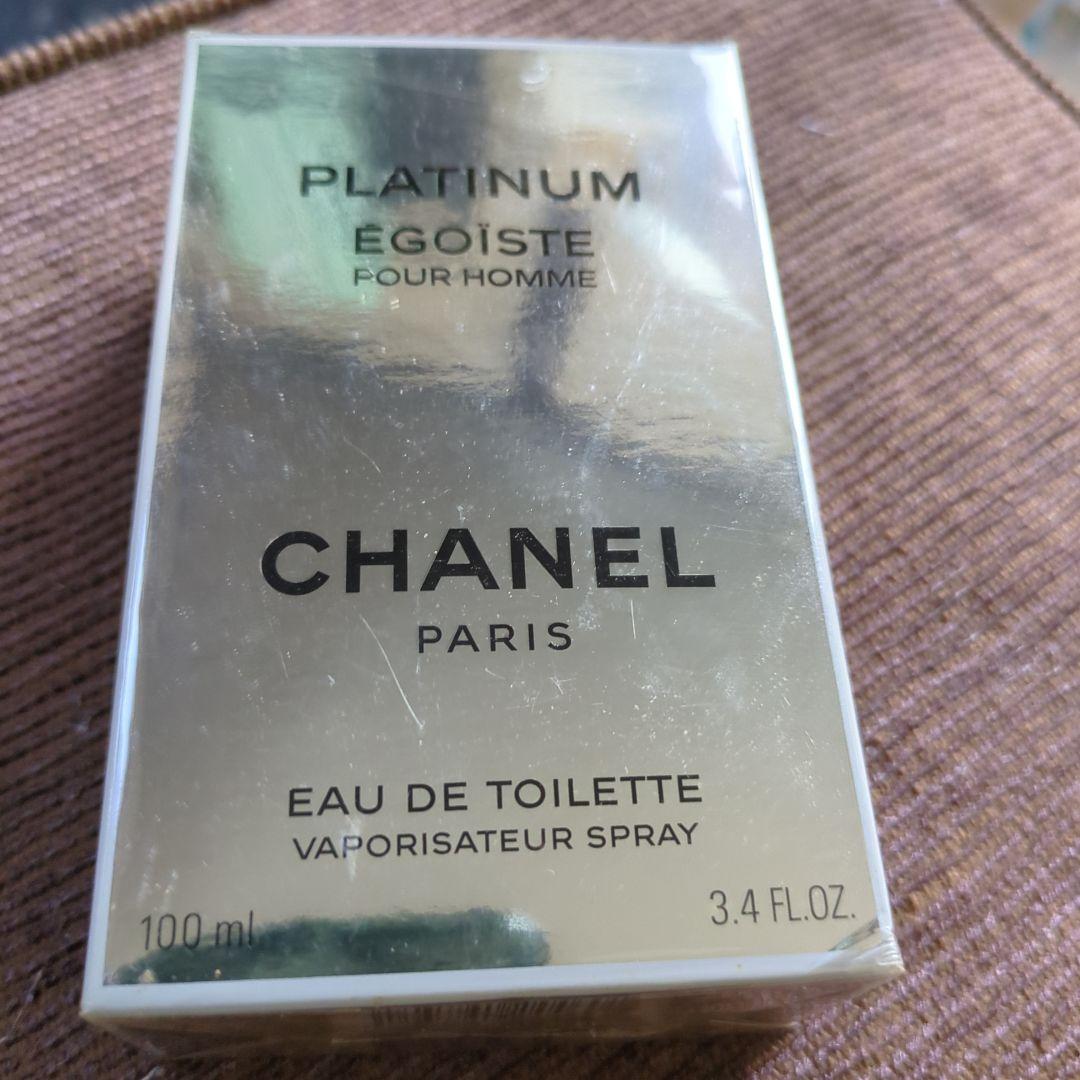 PLATINUM
ÉGOÏSTE
POUR HOMME
CHANEL
PARIS
EAU DE TOILETTE
VAPORISATEUR SPRAY
100 ml
3.4 FL.OZ.